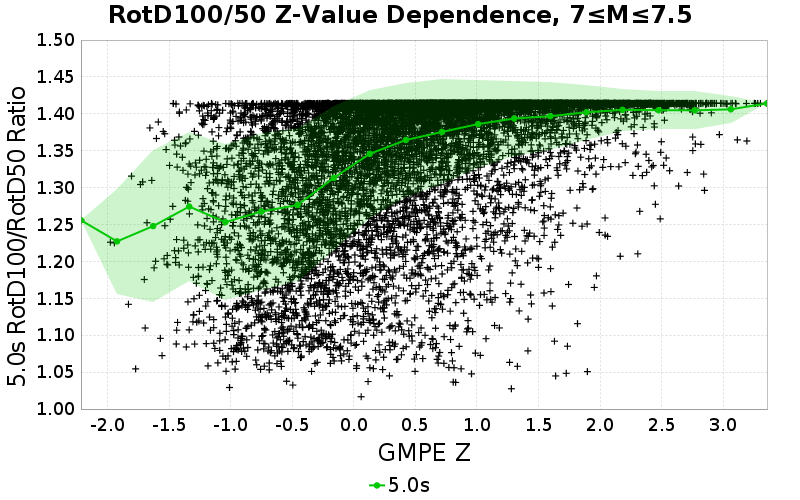 RotD100/50 Z-Value Dependence, 7≤M≤7.5
1.50
1.45
1.40
1.35
1.30
1.25
1.20
1.15
1.10
1.05
1.00
5.0s RotD100/RotD50 Ratio
-2.0 -1.5 -1.0 -0.5 0.0 0.5 1.0 1.5 2.0 2.5 3.0
GMPE Z
5.0s